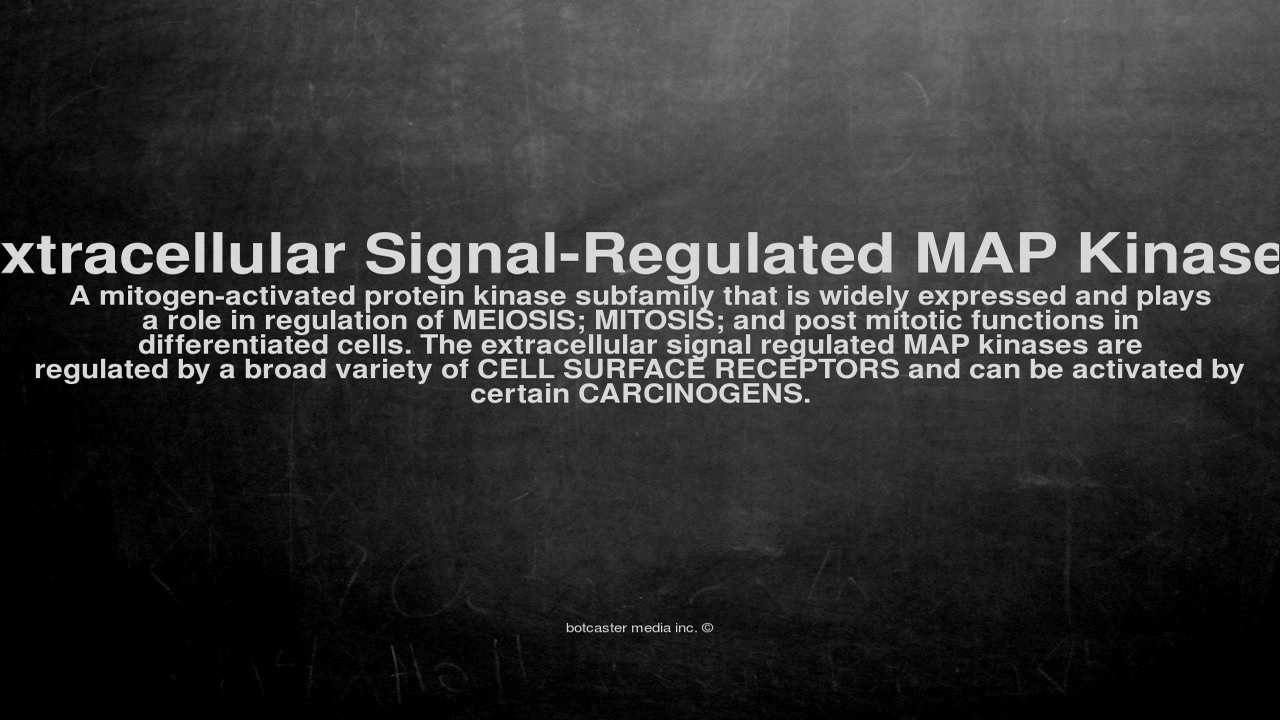 xtracellular Signal-Regulated MAP Kinase
A mitogen-activated protein kinase subfamily that is widely expressed and plays
a role in regulation of MEIOSIS; MITOSIS; and post mitotic functions in
differentiated cells. The extracellular signal regulated MAP kinases are
regulated by a broad variety of CELL SURFACE RECEPTORS and can be activated by
certain CARCINOGENS.
botcaster media inc. ©